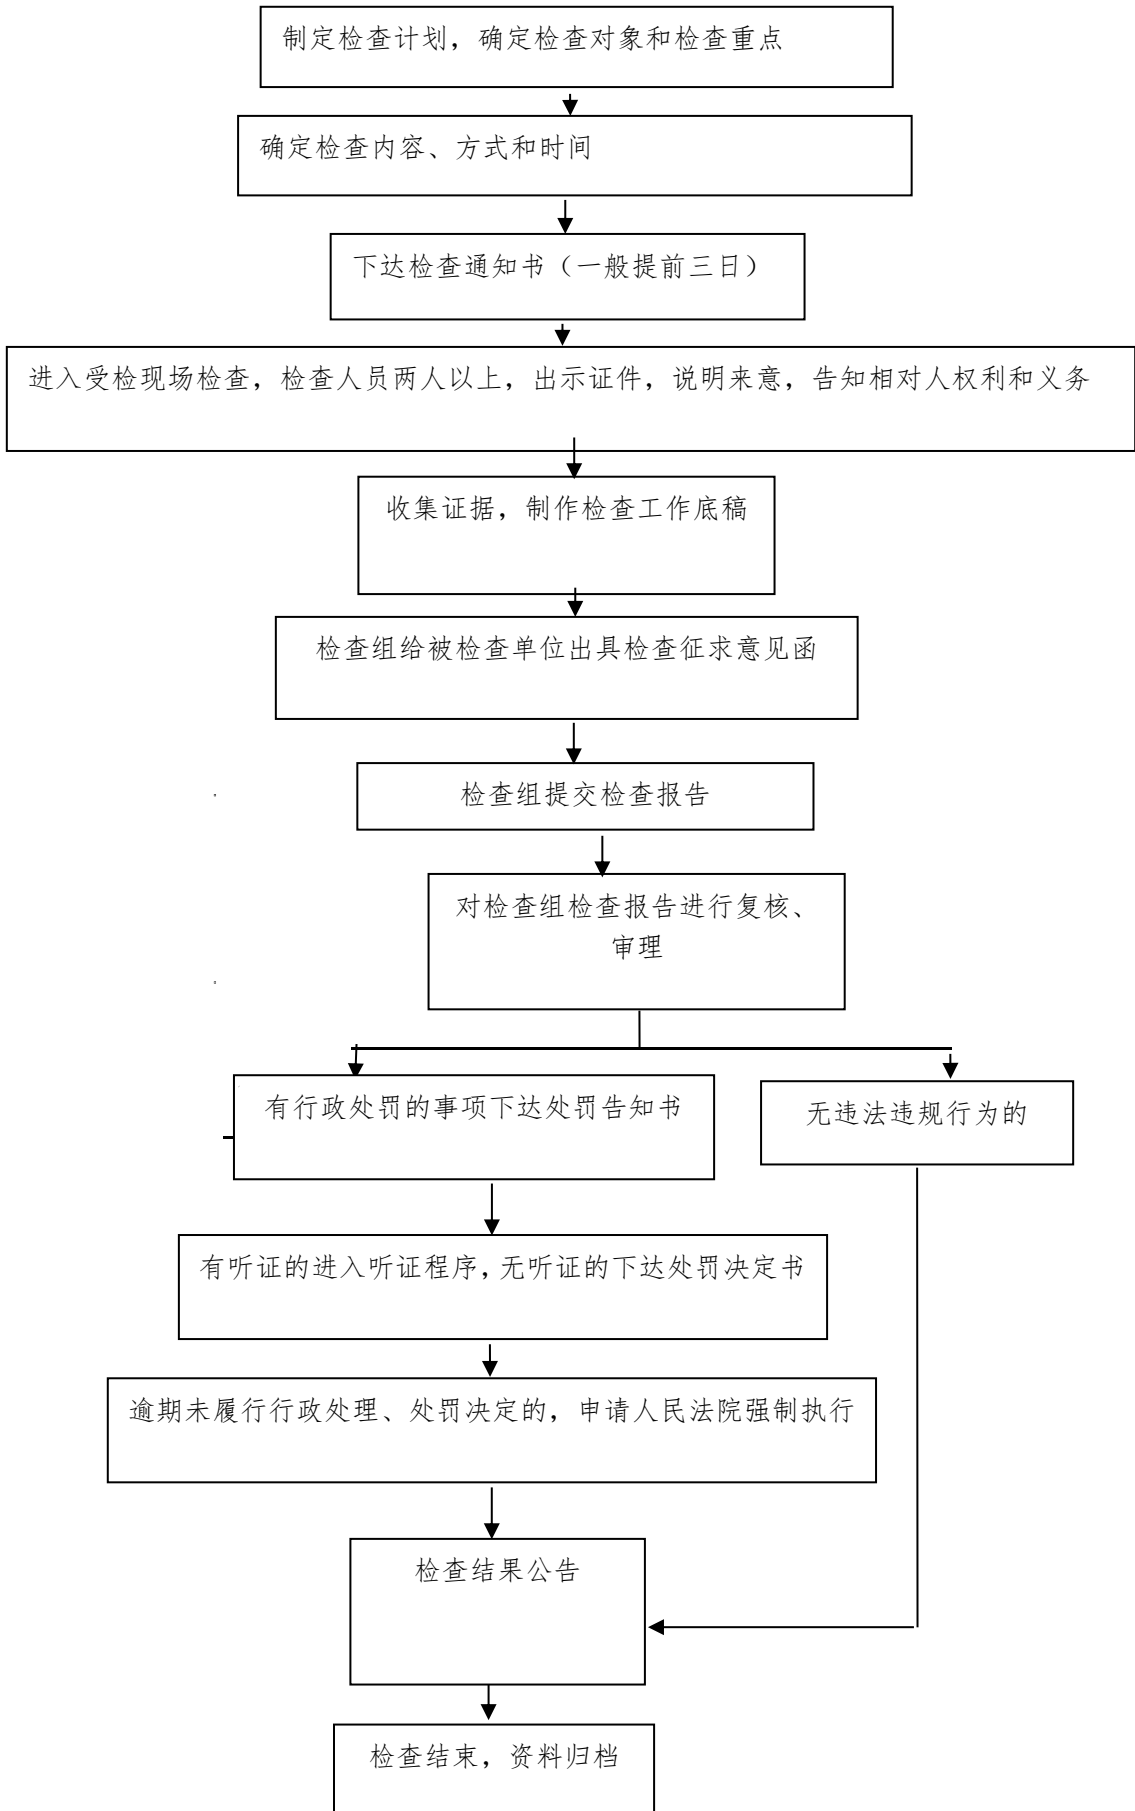 制定检查计划，确定检查对象和检查重点
确定检查内容、方式和时间
下达检查通知书（一般提前三日）
进入受检现场检查，检查人员两人以上，出示证件，说明来意，告知相对人权利和义务
收集证据，制作检查工作底稿
检查组给被检查单位出具检查征求意见函
检查组提交检查报告
对检查组检查报告进行复核、
审理
有行政处罚的事项下达处罚告知书
无违法违规行为的
有听证的进入听证程序，无听证的下达处罚决定书
逾期未履行行政处理、处罚决定的，申请人民法院强制执行
检查结果公告
检查结束，资料归档